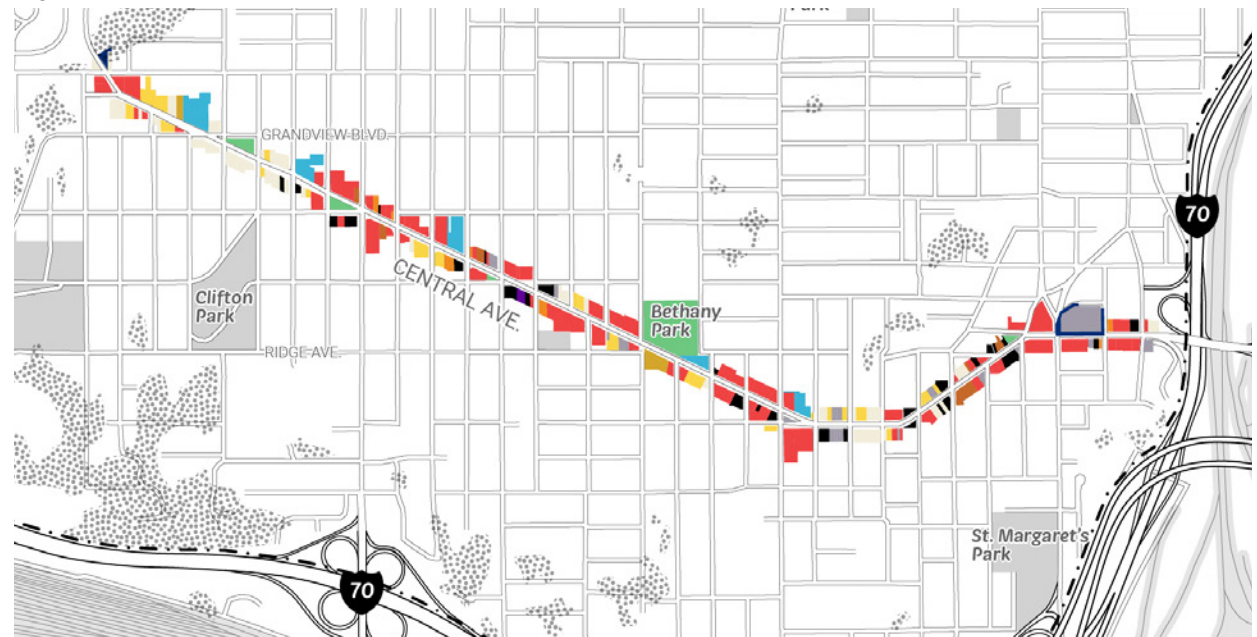 Park
GRANDVIEW BLVD.
70
Clifton
Park
CENTRAL AVE.
Bethany
Park
RIDGE AVE.
St. Margaret's
Park
70